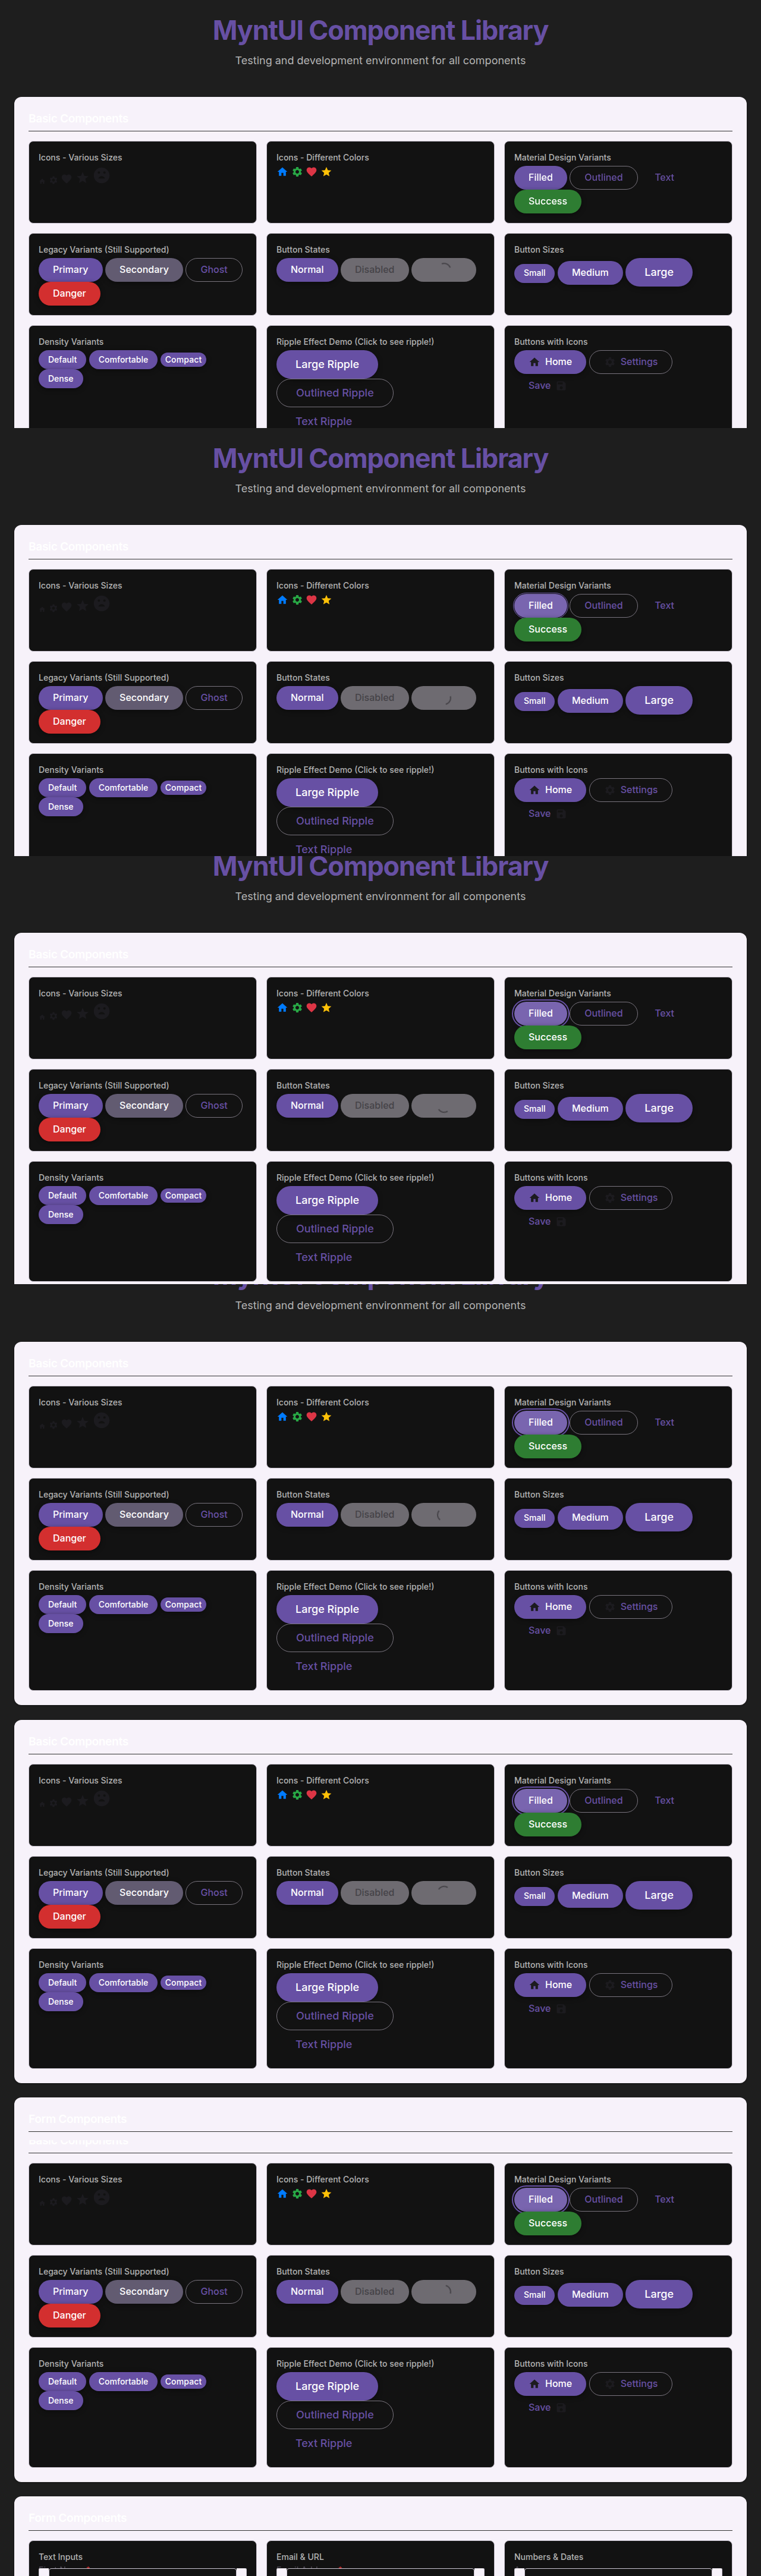 MyntUI Component Library
Testing and development environment for all components
Basic Components
Icons - Various Sizes
Icons - Different Colors
Material Design Variants
Filled Outlined Text
Success
Legacy Variants (Still Supported)
Primary Secondary Ghost
Danger
Button States
Normal Disabled
Button Sizes
Small Medium Large
Density Variants
Default Comfortable Compact
Dense
Ripple Effect Demo (Click to see ripple!)
Large Ripple
Outlined Ripple
Text Ripple
Buttons with Icons
Home Settings
Save
MyntUI Component Library
Testing and development environment for all components
Basic Components
Icons - Various Sizes
Icons - Different Colors
Material Design Variants
Filled Outlined Text
Success
Legacy Variants (Still Supported)
Primary Secondary Ghost
Danger
Button States
Normal Disabled
Button Sizes
Small Medium Large
Density Variants
Default Comfortable Compact
Dense
Ripple Effect Demo (Click to see ripple!)
Large Ripple
Outlined Ripple
Text Ripple
Buttons with Icons
Home Settings
Save
MyntUI Component Library
Testing and development environment for all components
Basic Components
Icons - Various Sizes
Icons - Different Colors
Material Design Variants
Filled Outlined Text
Success
Legacy Variants (Still Supported)
Primary Secondary Ghost
Danger
Button States
Normal Disabled
Button Sizes
Small Medium Large
Density Variants
Default Comfortable Compact
Dense
Ripple Effect Demo (Click to see ripple!)
Large Ripple
Outlined Ripple
Text Ripple
Buttons with Icons
Home Settings
Save
Testing and development environment for all components
Basic Components
Icons - Various Sizes
Icons - Different Colors
Material Design Variants
Filled Outlined Text
Success
Legacy Variants (Still Supported)
Primary Secondary Ghost
Danger
Button States
Normal Disabled
Button Sizes
Small Medium Large
Density Variants
Default Comfortable Compact
Dense
Ripple Effect Demo (Click to see ripple!)
Large Ripple
Outlined Ripple
Text Ripple
Buttons with Icons
Home Settings
Save
Basic Components
Icons - Various Sizes
Icons - Different Colors
Material Design Variants
Filled Outlined Text
Success
Legacy Variants (Still Supported)
Primary Secondary Ghost
Danger
Button States
Normal Disabled
Button Sizes
Small Medium Large
Density Variants
Default Comfortable Compact
Dense
Ripple Effect Demo (Click to see ripple!)
Large Ripple
Outlined Ripple
Text Ripple
Buttons with Icons
Home Settings
Save
Form Components
Icons - Various Sizes
Icons - Different Colors
Material Design Variants
Filled Outlined Text
Success
Legacy Variants (Still Supported)
Primary Secondary Ghost
Danger
Button States
Normal Disabled
Button Sizes
Small Medium Large
Density Variants
Default Comfortable Compact
Dense
Ripple Effect Demo (Click to see ripple!)
Large Ripple
Outlined Ripple
Text Ripple
Buttons with Icons
Home Settings
Save
Form Components
Text Inputs
Email & URL
Numbers & Dates